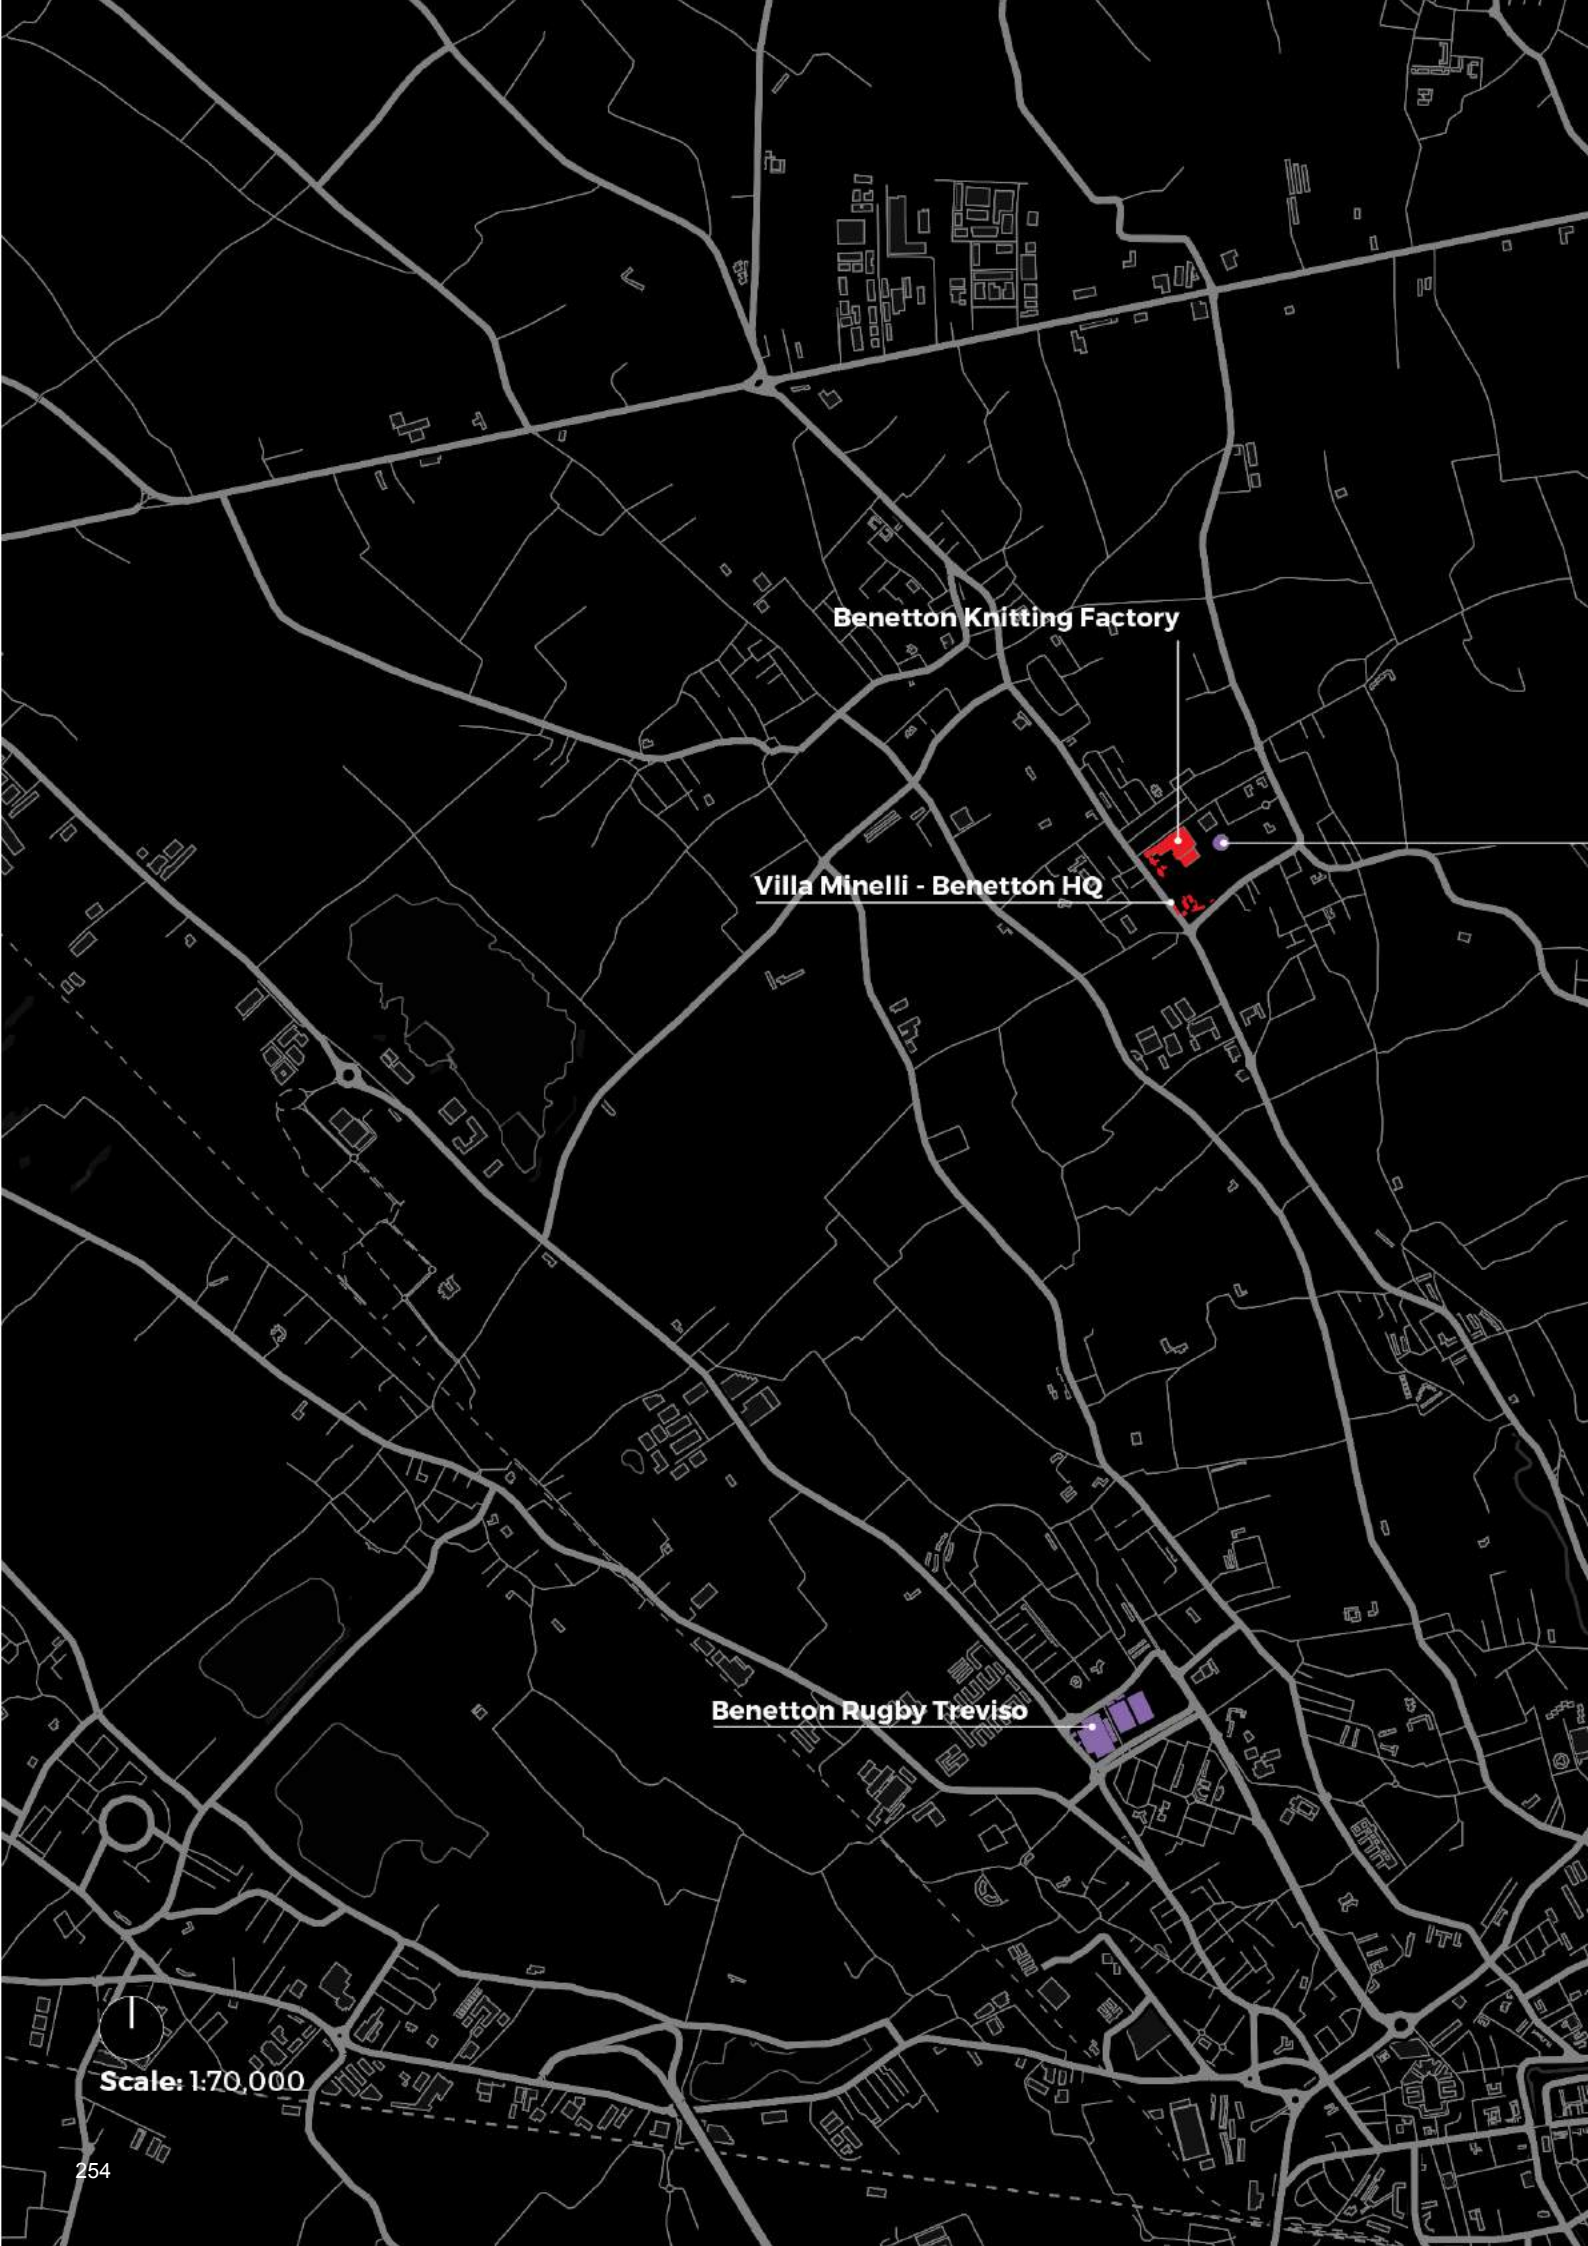 Benetton Knitting Factory
Villa Minelli - Benetton HQ
Benetton Rugby Treviso
Scale: 1:70,000
254